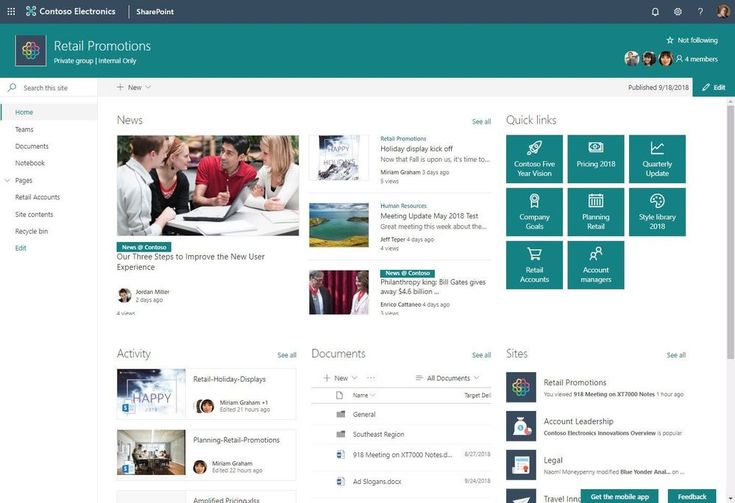 Contoso Electronics
SharePoint
Retail Promotions
Private group | Internal Only
Not following
4 members
Search this site
+ New
Published 9/18/2018
Edit
Home
Teams
Documents
Notebook
Pages
Retail Accounts
Site contents
Recycle bin
Edit
News
See all
News @ Contoso
Our Three Steps to Improve the New User
Experience
Jordan Miller
2 days ago
4 views
HAPPY
HOLIDAYS
Retail Promotions
Holiday display kick off
Now that Fall is upon us, it's time to...
Miriam Graham 3 days ago
5 views
Human Resources
Meeting Update May 2018 Test
Great meeting this week about the...
Jeff Teper 4 days ago
4 views
News @ Contoso
Philanthropy king: Bill Gates gives
away $4.6 billion ...
Enrico Cattaneo 4 days ago
3 views
Quick links
Contoso Five
Year Vision
Pricing 2018
Quarterly
Update
Company
Goals
Planning
Retail
Style library
2018
Retail
Accounts
Account
managers
Activity
See all
HAPPY
Retail-Holiday-Displays
Miriam Graham +1
Edited 21 hours ago
Planning-Retail-Promotions
Miriam Graham
Edited 22 hours ago
Amplified Pricing.xlsx
Documents
See all
+ New
...
All Documents
Name
Target Deli
General
Southeast Region
918 Meeting on XT7000 Notes.d...
8/27/2018
Ad Slogans.docx
9/24/2018
Sites
See all
Retail Promotions
You viewed 918 Meeting on XT7000 Notes 1 hour ago
Account Leadership
Contoso Electronics Innovations Overview is popular
Legal
Naomi Moneypenny modified Blue Yonder Anal... on ...
Travel Inno
Get the mobile app
Feedback